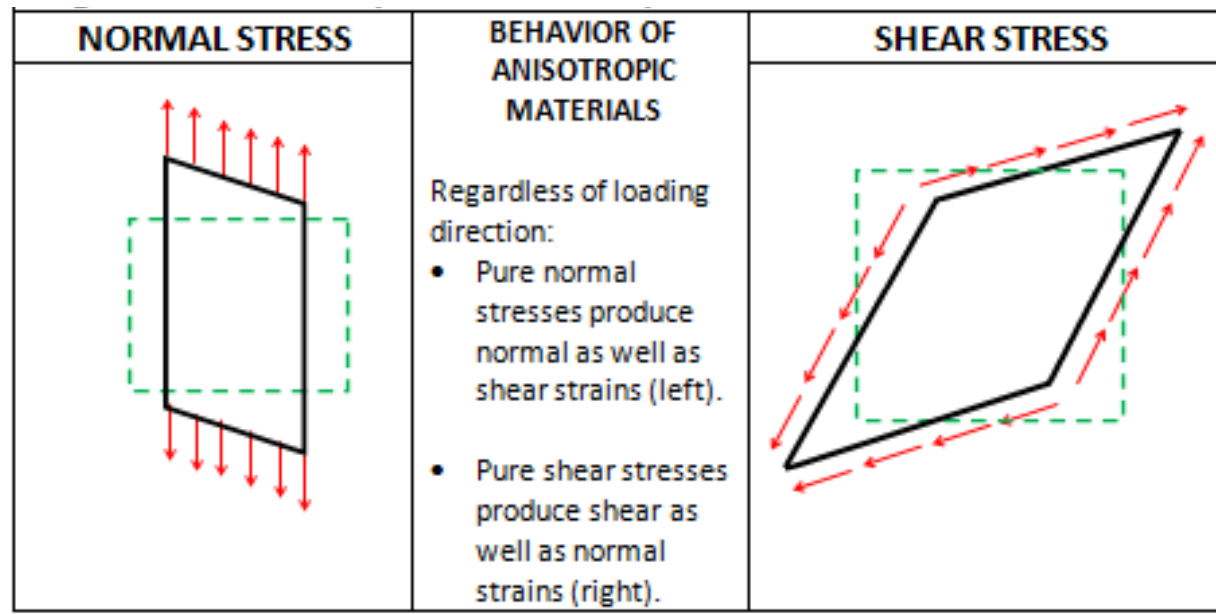 NORMAL STRESS
BEHAVIOR OF
ANISOTROPIC
MATERIALS
Regardless of loading
direction:
• Pure normal
stresses produce
normal as well as
shear strains (left).
• Pure shear stresses
produce shear as
well as normal
strains (right).
SHEAR STRESS